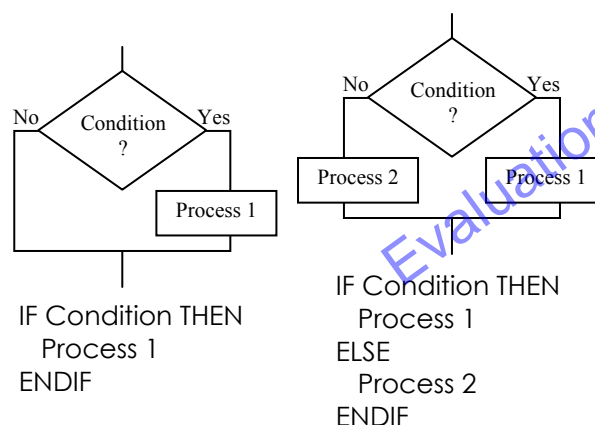 No
Condition
?
Yes
Process 1
IF Condition THEN
Process 1
ENDIF
No
Condition
?
Yes
Process 2
Process 1
IF Condition THEN
Process 1
ELSE
Process 2
ENDIF
Evaluation